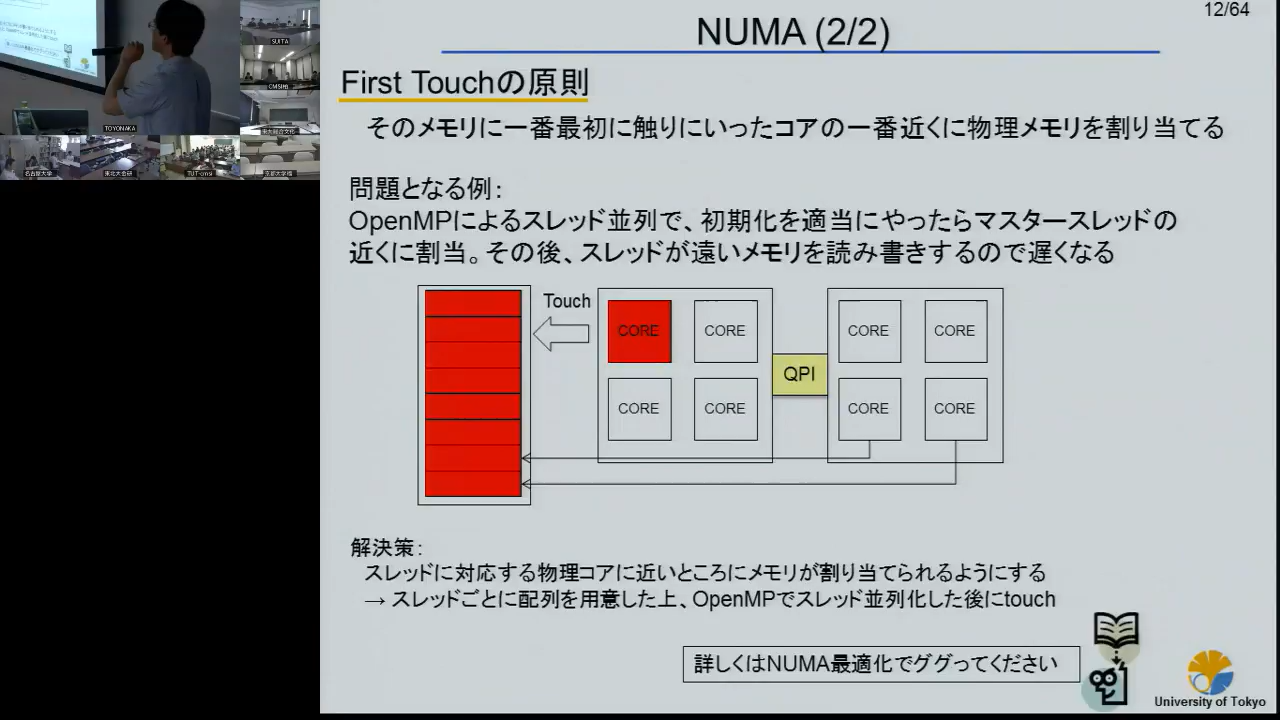 12/64
NUMA (2/2)
First Touchの原則
そのメモリに一番最初に触りにいったコアの一番近くに物理メモリを割り当てる
問題となる例:
OpenMPによるスレッド並列で、初期化を適当にやったらマスタースレッドの
近くに割当。その後、スレッドが遠いメモリを読み書きするので遅くなる
Touch
CORE
CORE
CORE
CORE
QPI
CORE
CORE
CORE
CORE
解決策:
スレッドに対応する物理コアに近いところにメモリが割り当てられるようにする
→ スレッドごとに配列を用意した上、OpenMPでスレッド並列化した後にtouch
詳しくはNUMA最適化でググってください
University of Tokyo
SUITA
CMSI柏
TOYONAKA
名古屋大学
TUT-cmsi